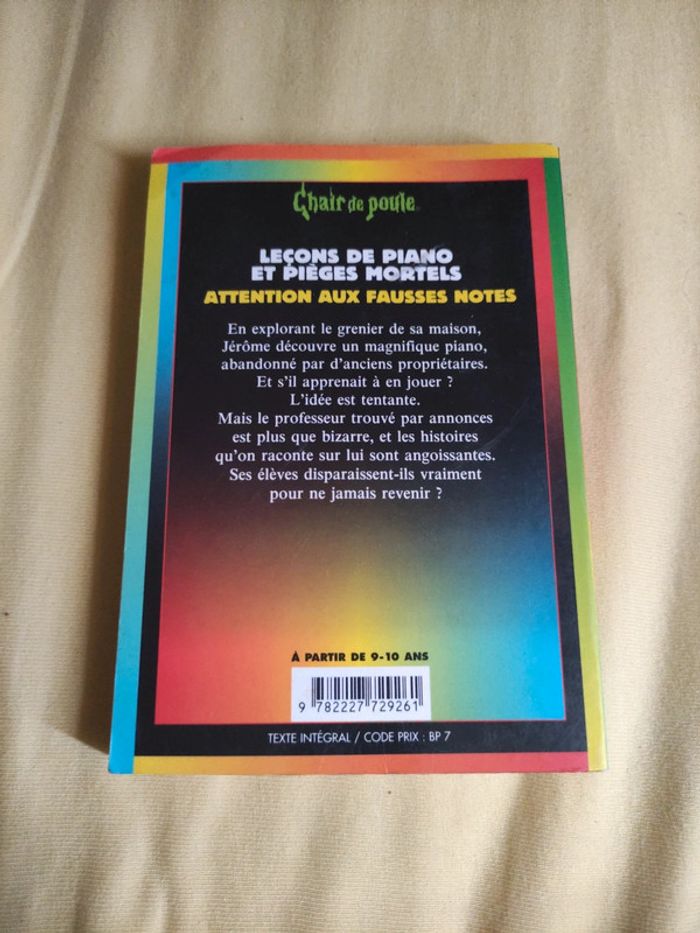 Chair de poule
LEÇONS DE PIANO
ET PIÈGES MORTELS
ATTENTION AUX FAUSSES NOTES
En explorant le grenier de sa maison,
Jérôme découvre un magnifique piano,
abandonné par d'anciens propriétaires.
Et s'il apprenait à en jouer ?
L'idée est tentante.
Mais le professeur trouvé par annonces
est plus que bizarre, et les histoires
qu'on raconte sur lui sont angoissantes.
Ses élèves disparaissent-ils vraiment
pour ne jamais revenir ?
À PARTIR DE 9-10 ANS
9 782227 729261
TEXTE INTÉGRAL / CODE PRIX : BP 7